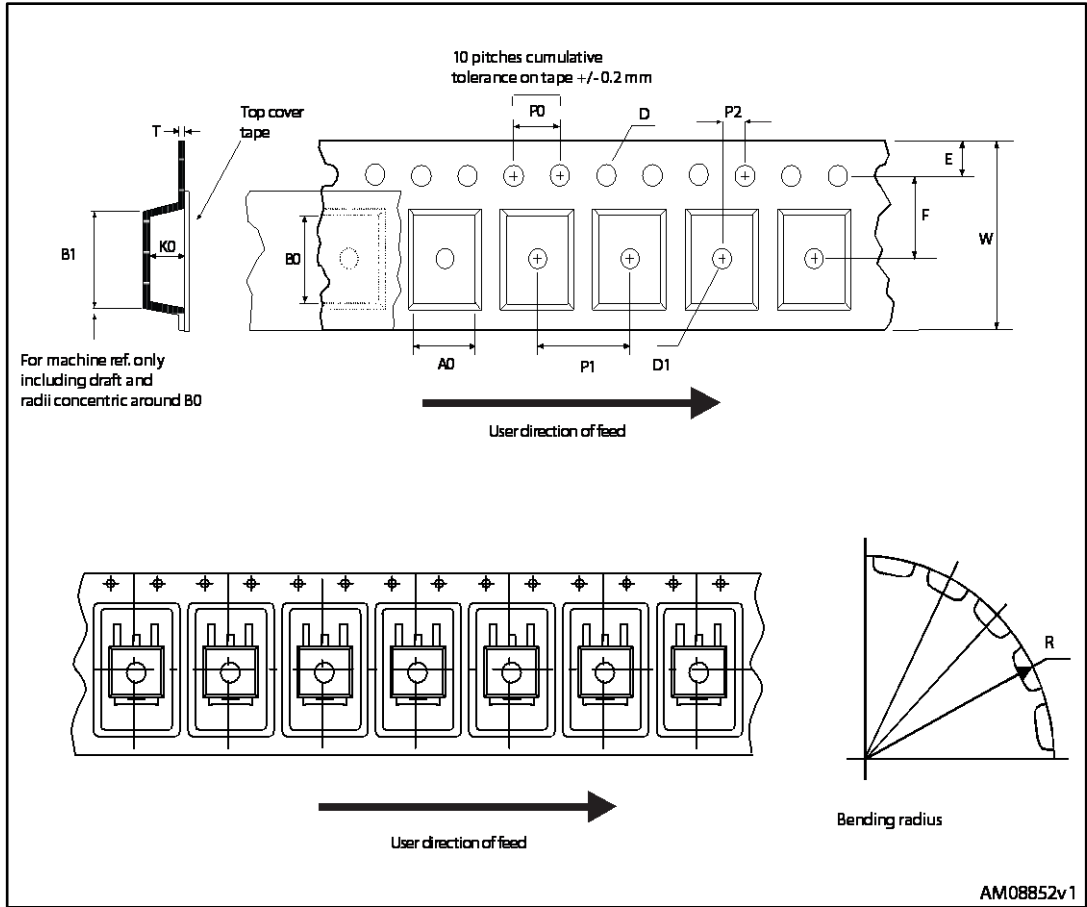 10 pitches cumulative
tolerance on tape +/- 0.2 mm
Top cover
tape
T
P0
D
P2
E
F
W
B1
K0
B0
For machine ref. only
including draft and
radii concentric around B0
A0
P1
D1
User direction of feed
R
Bending radius
User direction of feed
AM08852v1